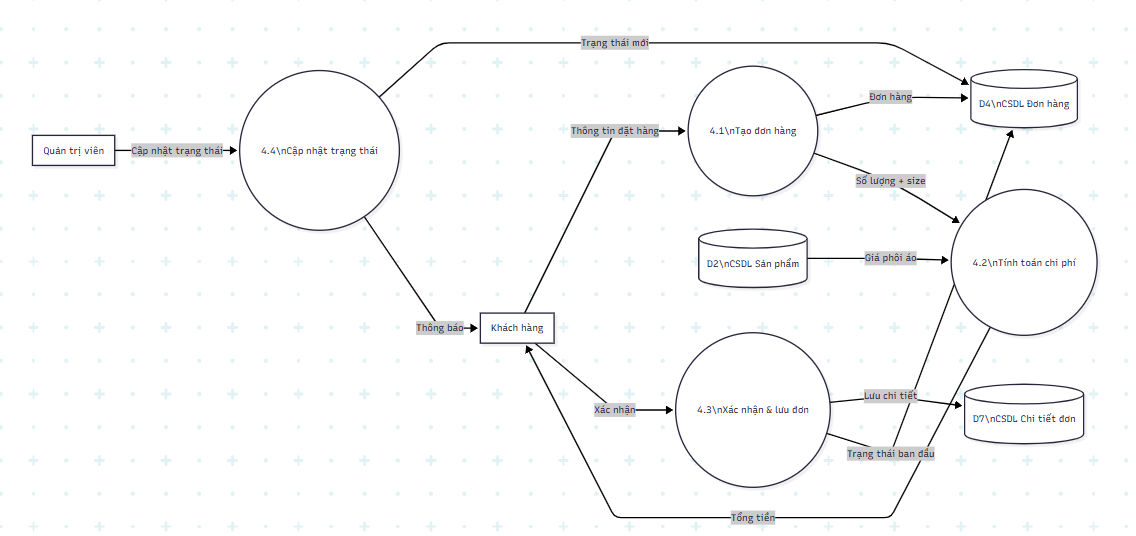 Trạng thái mới
Đơn hàng
D4\nCSDL Đơn hàng
Thông tin đặt hàng
4.1\nTạo đơn hàng
Quản trị viên
Cập nhật trạng thái
4.4\nCập nhật trạng thái
Số lượng + size
D2\nCSDL Sản phẩm
Giá phôi áo
4.2\nTính toán chi phí
Thông báo
Khách hàng
Xác nhận
4.3\nXác nhận & lưu đơn
Lưu chi tiết
D7\nCSDL Chi tiết đơn
Trạng thái ban đầu
Tổng tiền